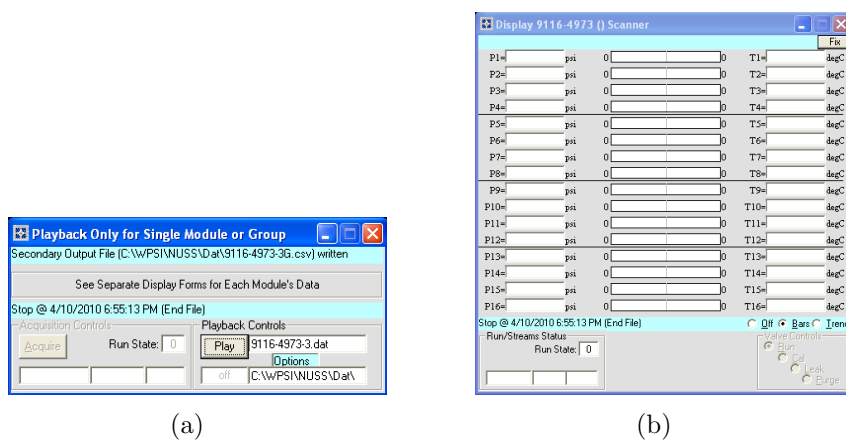 Playback Only for Single Module or Group
Secondary Output File (C:\WPSI\NUSS\Dat\9116-4973-3G.csv) written
See Separate Display Forms for Each Module's Data
Stop @ 4/10/2010 6:55:13 PM (End File)
Acquisition Controls
Acquire
Run State: 0
Playback Controls
Play 9116-4973-3.dat
Options
off C:\WPSI\NUSS\Dat\
(a)
Display 9116-4973 () Scanner
Fix
P1= psi 0 0 T1= degC
P2= psi 0 0 T2= degC
P3= psi 0 0 T3= degC
P4= psi 0 0 T4= degC
P5= psi 0 0 T5= degC
P6= psi 0 0 T6= degC
P7= psi 0 0 T7= degC
P8= psi 0 0 T8= degC
P9= psi 0 0 T9= degC
P10= psi 0 0 T10= degC
P11= psi 0 0 T11= degC
P12= psi 0 0 T12= degC
P13= psi 0 0 T13= degC
P14= psi 0 0 T14= degC
P15= psi 0 0 T15= degC
P16= psi 0 0 T16= degC
Stop @ 4/10/2010 6:55:13 PM (End File)
Off Bars Trend
Run/Streams Status
Run State: 0
Valve Controls
Run
Cal
Leak
Purge
(b)